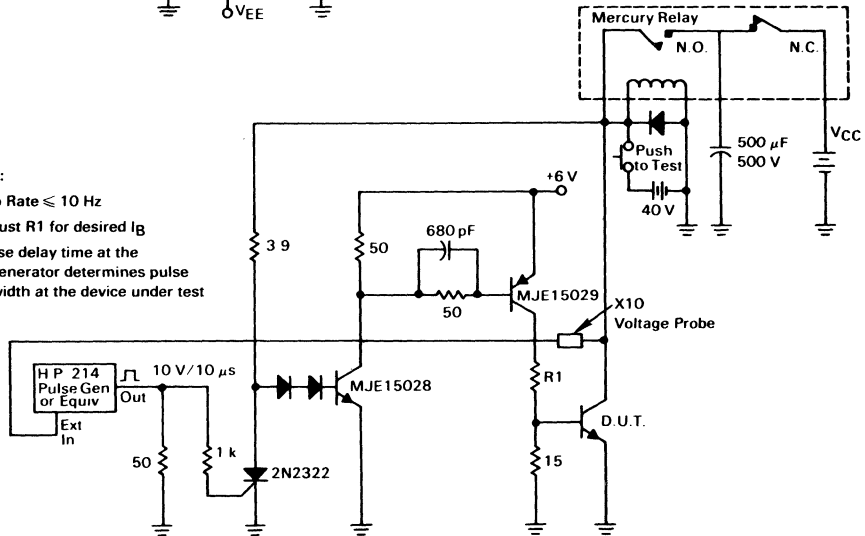 VEE
Mercury Relay
N.O.
N.C.
VCC
500 µF
500 V
Push
to Test
40 V
+6 V
:
Rate ⩽ 10 Hz
ust R1 for desired IB
se delay time at the
enerator determines pulse
width at the device under test
3 9
50
680 pF
50
MJE15029
X10
Voltage Probe
HP 214
Pulse Gen
or Equiv
Out
Ext
In
10 V/10 µs
MJE15028
R1
D.U.T.
50
1 k
2N2322
15